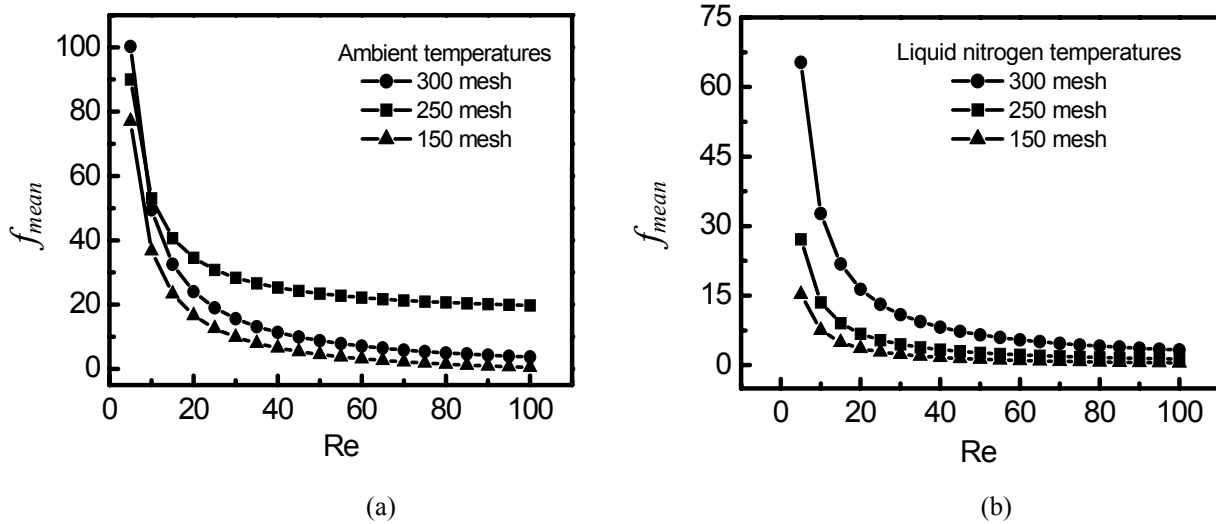 Ambient temperatures
300 mesh
250 mesh
150 mesh
100
80
60
40
20
0
f_mean
0 20 40 60 80 100
Re
(a)
Liquid nitrogen temperatures
300 mesh
250 mesh
150 mesh
75
60
45
30
15
0
f_mean
0 20 40 60 80 100
Re
(b)